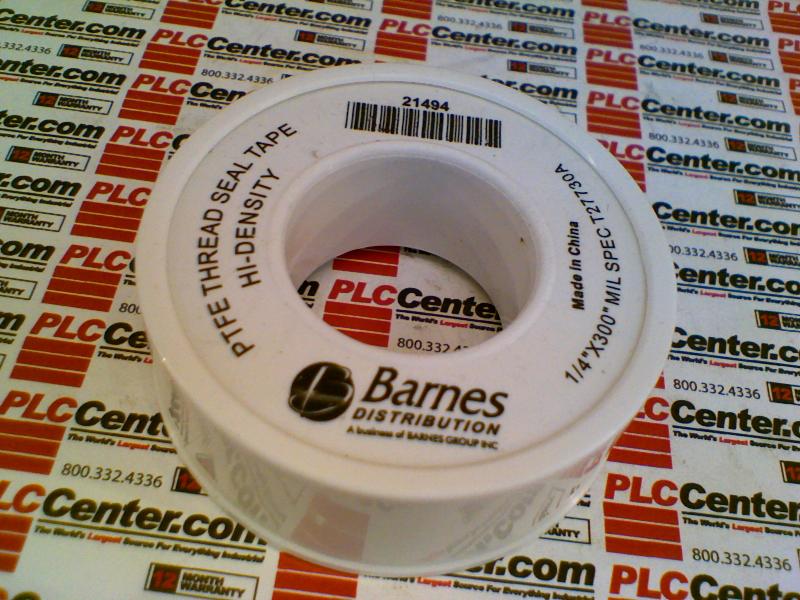 21494
PTFE THREAD SEAL TAPE
HI-DENSITY
Made in China
1/4"X300" MIL SPEC T27730A
Barnes
DISTRIBUTION
A business of BARNES GROUP INC
PLCCenter.com
The World's Largest Source For Everything Industrial
800.332.4336
12 MONTH WARRANTY